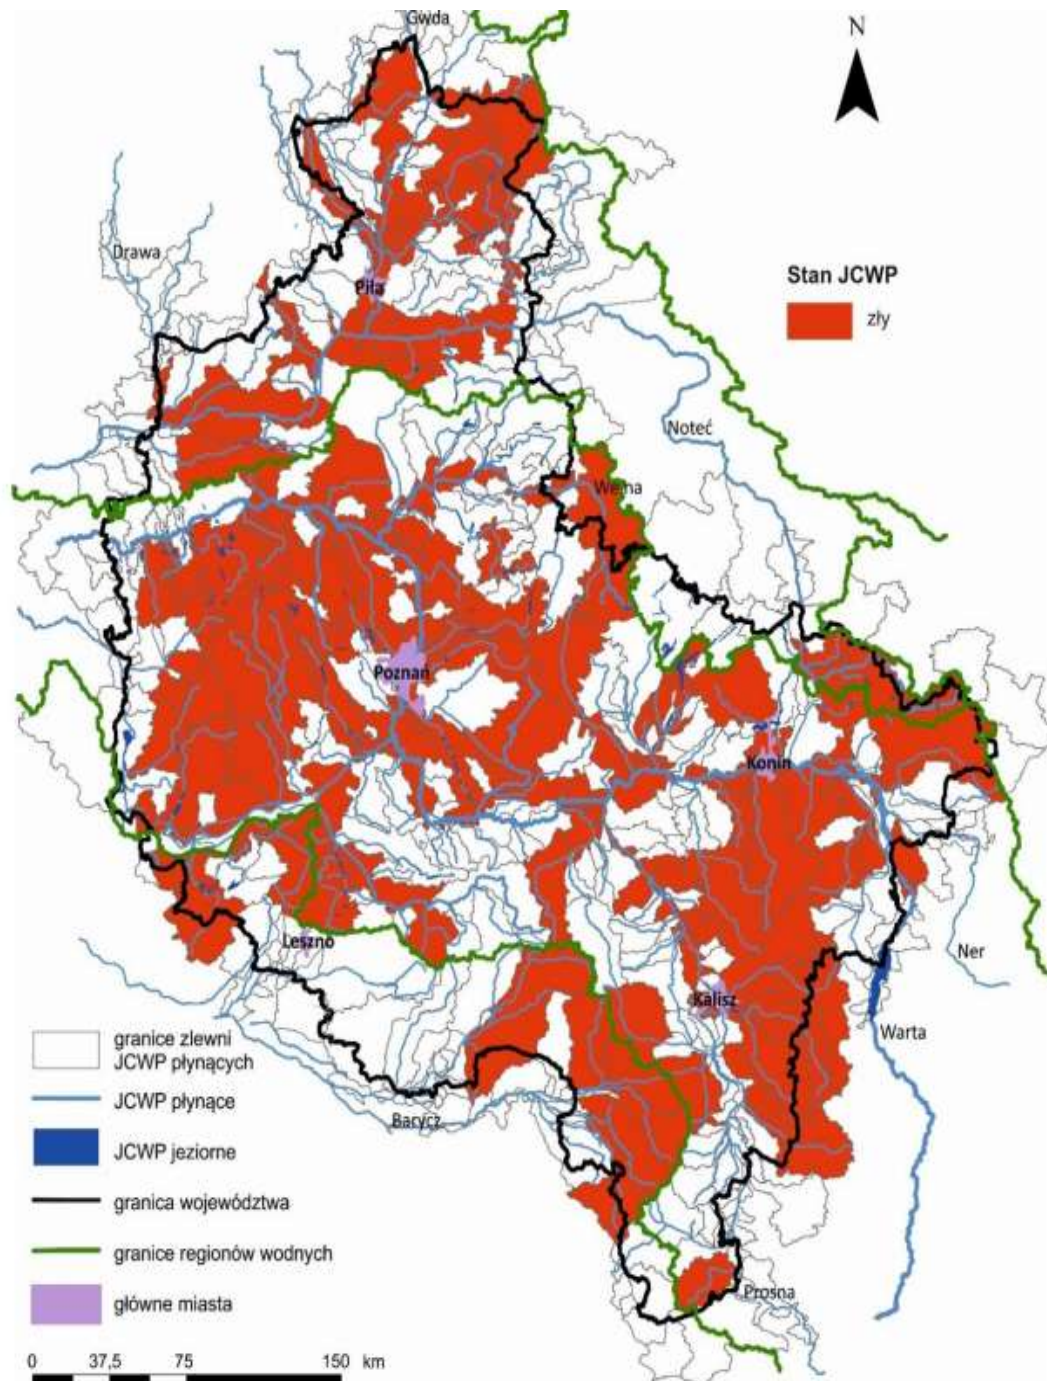 Gwda
N
Drawa
Stan JCWP
Piła
zły
Noteć
Wełna
Poznań
Konin
Leszno
Ner
Kalisz
Warta
granice zlewni
JCWP płynących
JCWP płynące
Barycz
JCWP jeziorne
granica województwa
granice regionów wodnych
Prosna
główne miasta
0 37,5 75 150 km